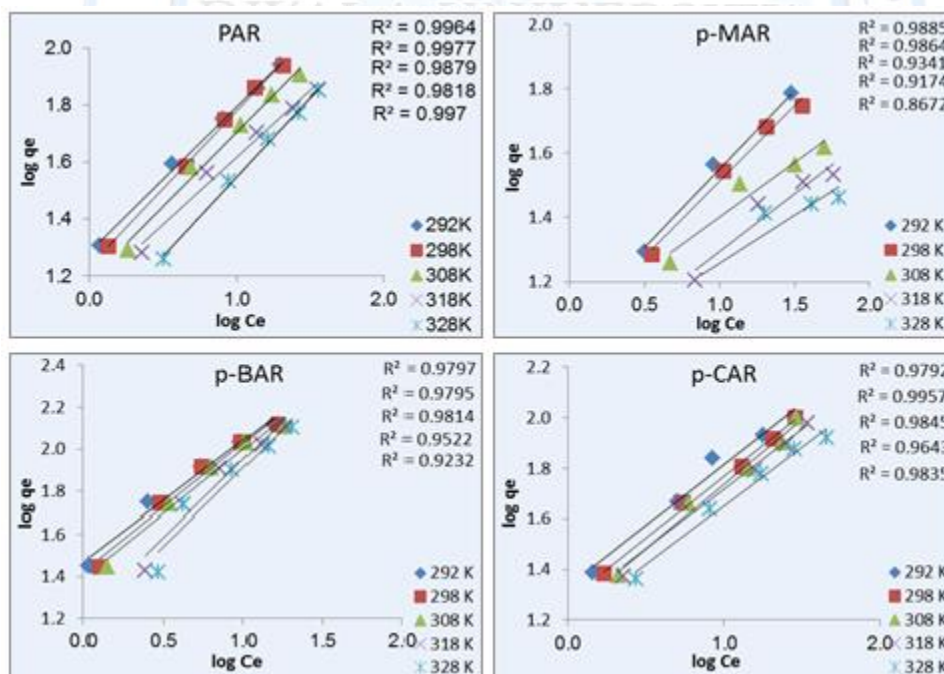 PAR
R² = 0.9964
R² = 0.9977
R² = 0.9879
R² = 0.9818
R² = 0.997
2.0
1.8
1.6
1.4
1.2
log qe
0.0 1.0 2.0
log Ce
292K
298K
308K
318K
328K
p-MAR
R² = 0.9885
R² = 0.9864
R² = 0.9341
R² = 0.9174
R² = 0.8672
2.0
1.8
1.6
1.4
1.2
log qe
0.0 0.5 1.0 1.5 2.0
log Ce
292 K
298 K
308 K
318 K
328 K
p-BAR
R² = 0.9797
R² = 0.9795
R² = 0.9814
R² = 0.9522
R² = 0.9232
2.4
2.2
2.0
1.8
1.6
1.4
1.2
log qe
0.0 0.5 1.0 1.5 2.0
log Ce
292 K
298 K
308 K
318 K
328 K
p-CAR
R² = 0.9792
R² = 0.9957
R² = 0.9845
R² = 0.9643
R² = 0.9835
2.2
2.0
1.8
1.6
1.4
1.2
log qe
0.0 1.0 2.0
log Ce
292 K
298 K
308 K
318 K
328 K